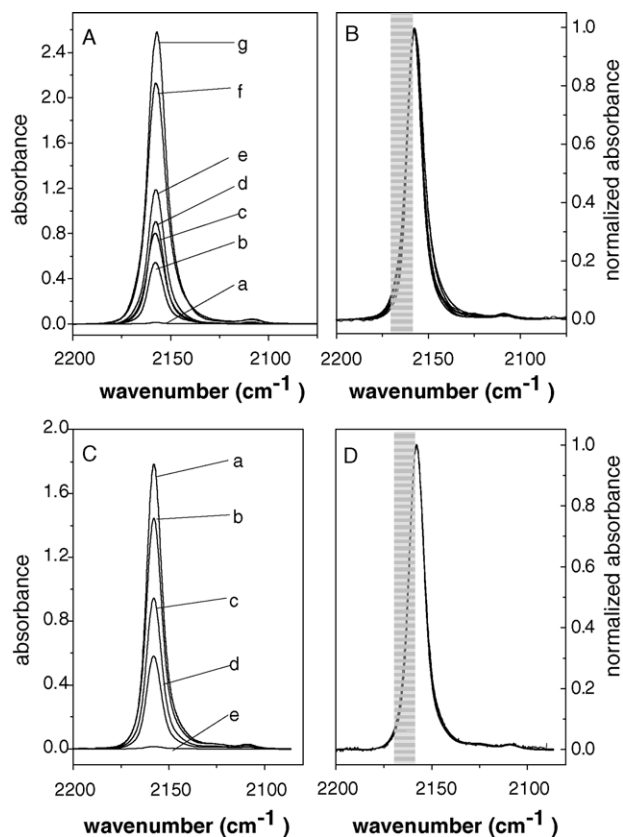 A
g
f
e
d
c
b
a
absorbance
2.4
2.0
1.6
1.2
0.8
0.4
0.0
2200
2150
2100
wavenumber (cm-1)
B
1.0
0.8
0.6
0.4
0.2
0.0
normalized absorbance
2200
2150
2100
wavenumber (cm-1)
C
a
b
c
d
e
absorbance
2.0
1.6
1.2
0.8
0.4
0.0
2200
2150
2100
wavenumber (cm-1)
D
1.0
0.8
0.6
0.4
0.2
0.0
normalized absorbance
2200
2150
2100
wavenumber (cm-1)